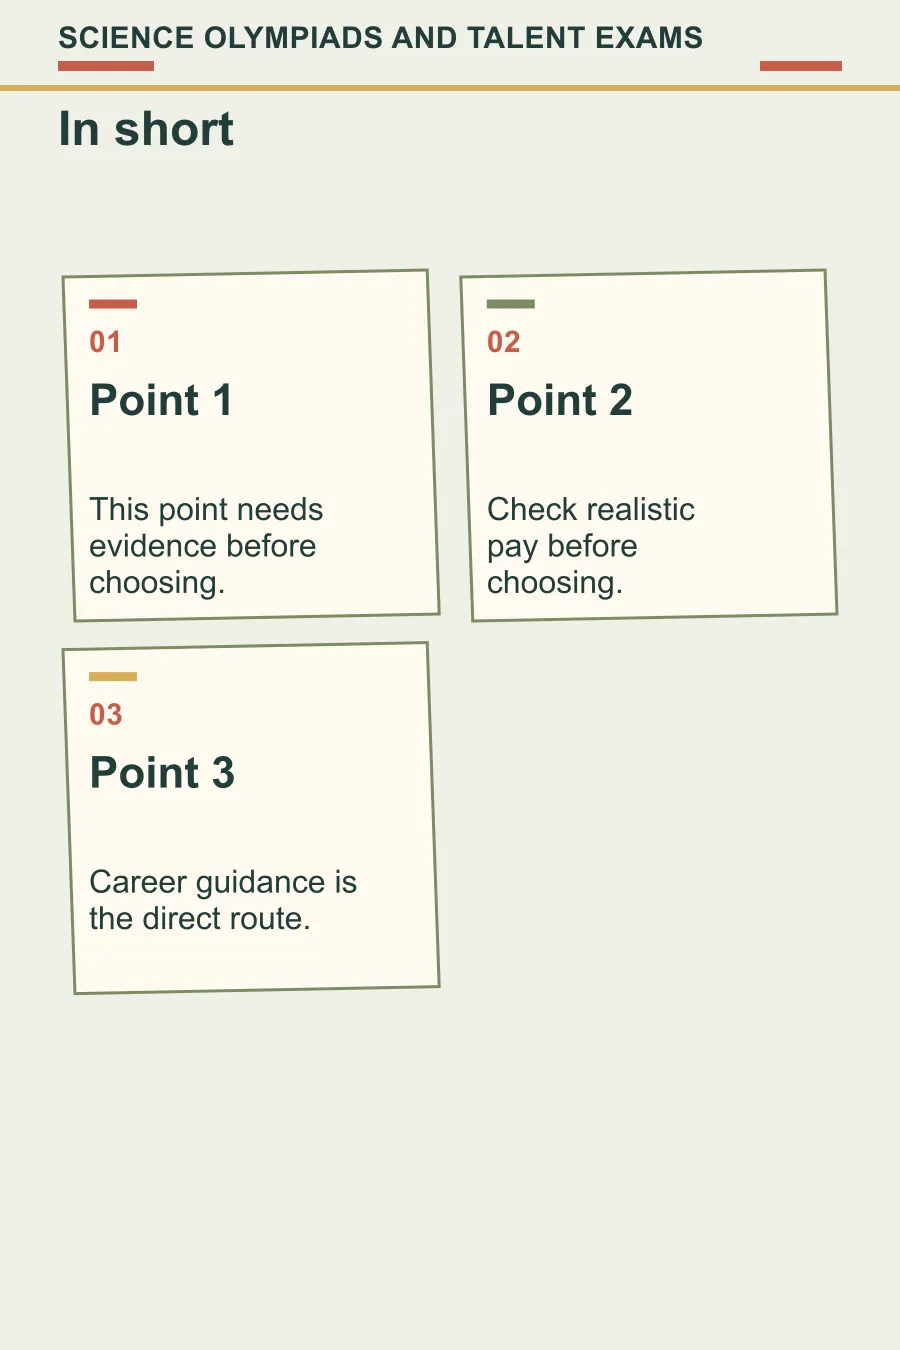 SCIENCE OLYMPIADS AND TALENT EXAMS
In short
01
Point 1
This point needs
evidence before
choosing.
02
Point 2
Check realistic
pay before
choosing.
03
Point 3
Career guidance is
the direct route.